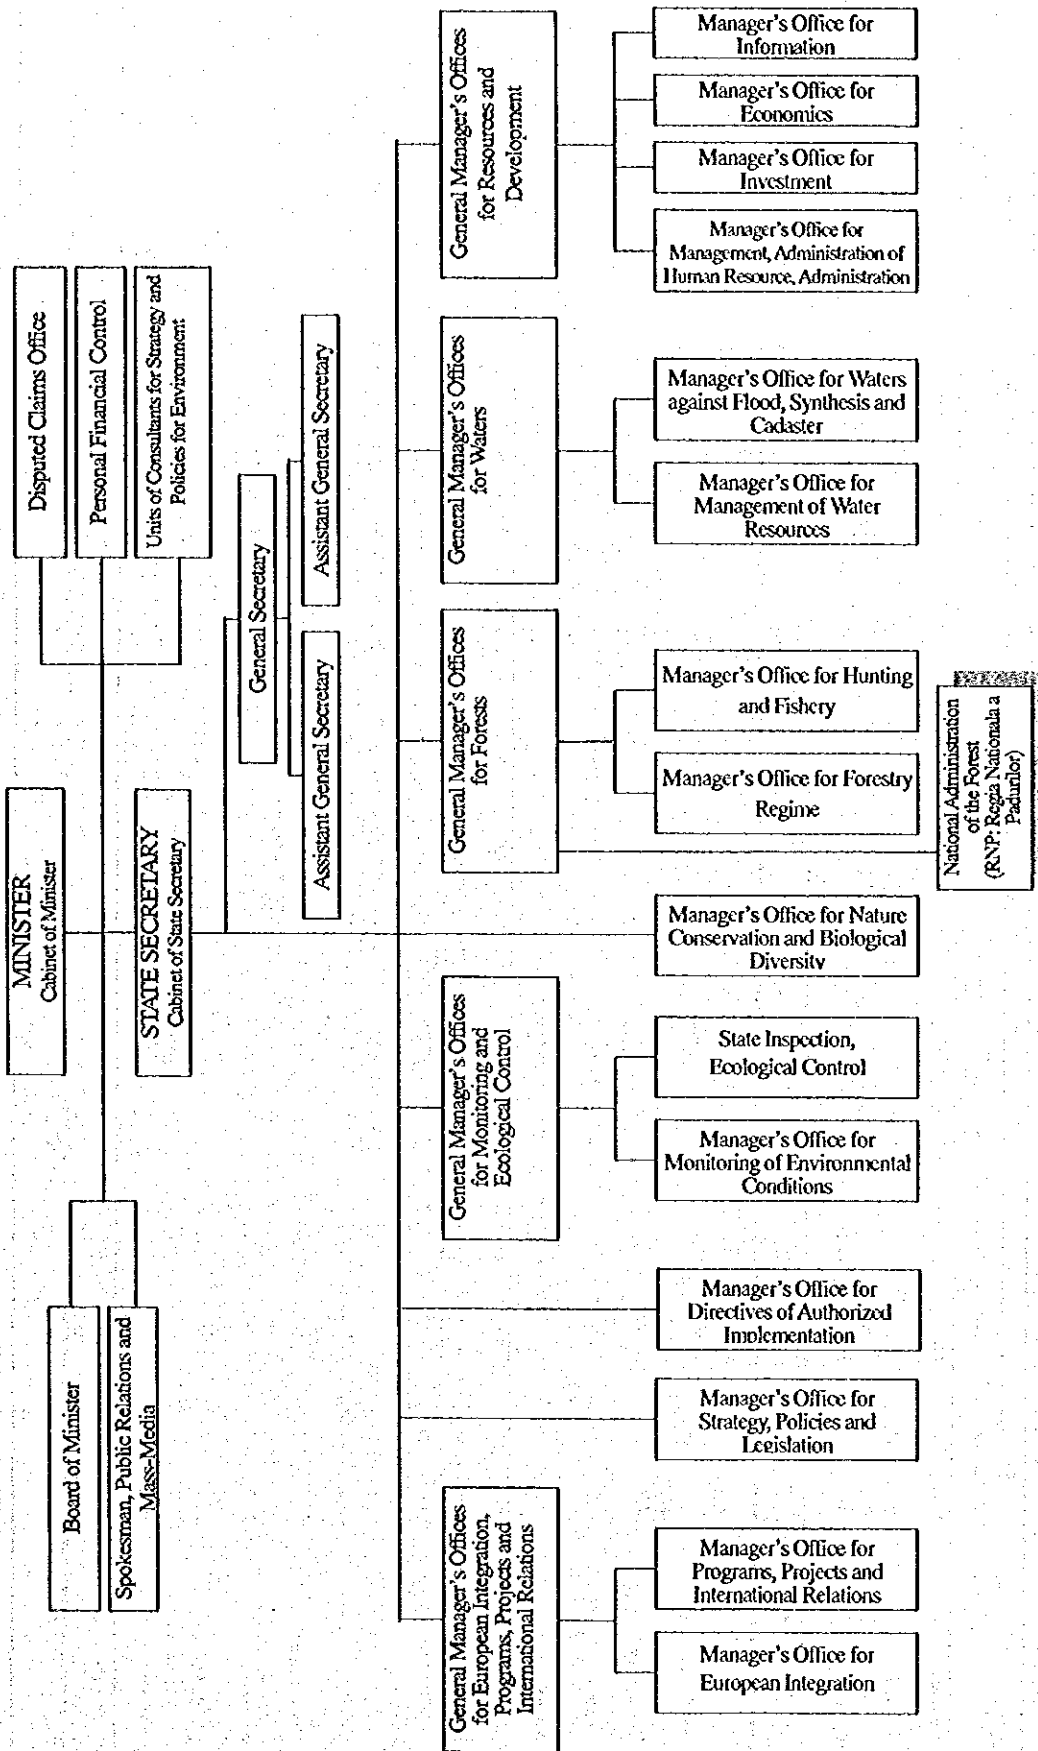 MINISTER
Cabinet of Minister
STATE SECRETARY
Cabinet of State Secretary
Board of Minister
Spokesman, Public Relations and
Mass-Media
Disputed Claims Office
Personal Financial Control
Units of Consultants for Strategy and
Policies for Environment
General Secretary
Assistant General Secretary
Assistant General Secretary
General Manager's Offices
for European Integration,
Programs, Projects and
International Relations
General Manager's Offices
for Monitoring and
Ecological Control
General Manager's Offices
for Forests
General Manager's Offices
for Waters
General Manager's Offices
for Resources and
Development
Manager's Office for
European Integration
Manager's Office for
Programs, Projects and
International Relations
Manager's Office for
Strategy, Policies and
Legislation
Manager's Office for
Directives of Authorized
Implementation
Manager's Office for
Monitoring of Environmental
Conditions
State Inspection,
Ecological Control
Manager's Office for Nature
Conservation and Biological
Diversity
Manager's Office for Forestry
Regime
Manager's Office for Hunting
and Fishery
National Administration
of the Forest
(RNP: Regia Nationala a
Padurilor)
Manager's Office for
Management of Water
Resources
Manager's Office for Waters
against Flood, Synthesis and
Cadaster
Manager's Office for
Management, Administration of
Human Resource, Administration
Manager's Office for
Investment
Manager's Office for
Economics
Manager's Office for
Information